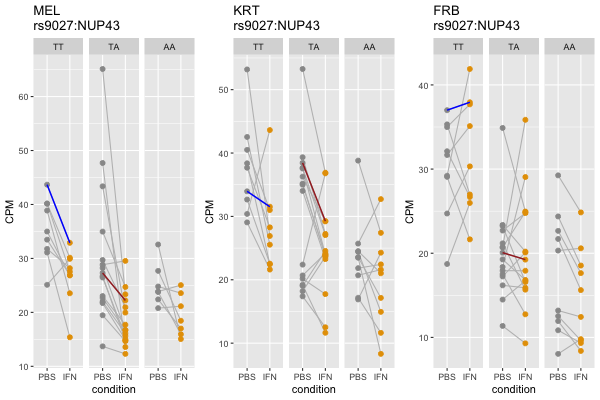 MEL
rs9027:NUP43
TT TA AA
CPM
60
50
40
30
20
10
PBS IFN PBS IFN PBS IFN
condition
KRT
rs9027:NUP43
TT TA AA
CPM
50
40
30
20
10
PBS IFN PBS IFN PBS IFN
condition
FRB
rs9027:NUP43
TT TA AA
CPM
40
30
20
10
PBS IFN PBS IFN PBS IFN
condition